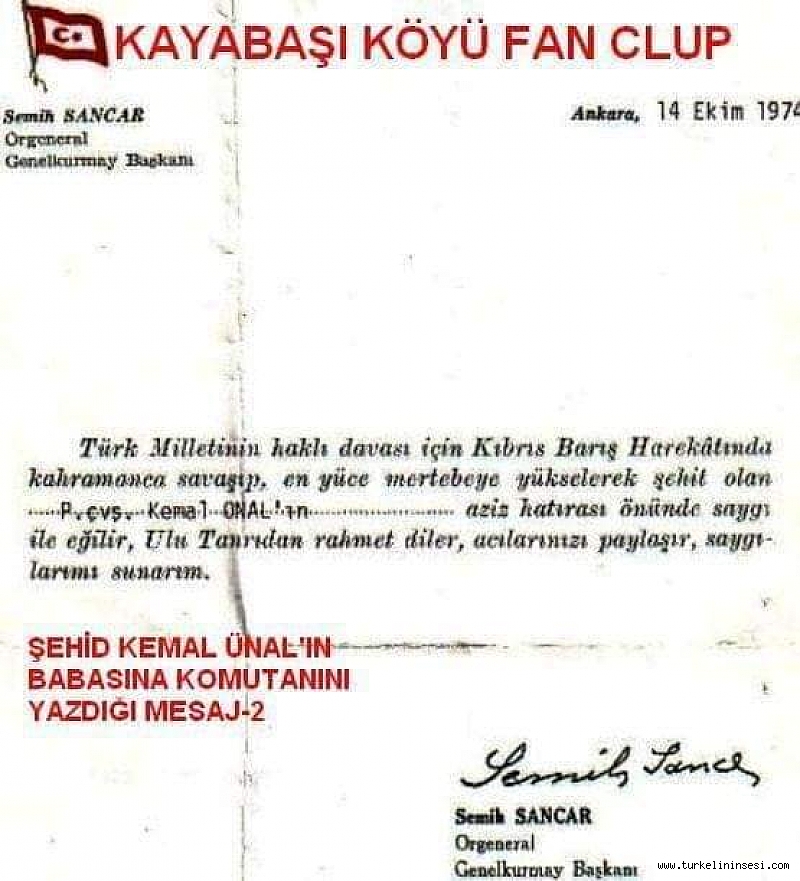 KAYABAŞI KÖYÜ FAN CLUP
Semih SANCAR
Orgeneral
Genelkurmay Başkanı
Ankara, 14 Ekim 1974
Türk Milletinin haklı davası için Kıbrıs Barış Harekâtında
kahramanca savaşıp, en yüce mertebeye yükselerek şehit olan
......P.çvş. Kemal ÜNAL'ın........................ aziz hatırası önünde saygı
ile eğilir, Ulu Tanrıdan rahmet diler, acılarınızı paylaşır, saygı-
larımı sunarım.
ŞEHİD KEMAL ÜNAL'IN
BABASINA KOMUTANINI
YAZDIĞI MESAJ-2
Semih Sancar
Semih SANCAR
Orgeneral
Genelkurmay Başkanı
www.turkelininsesi.com